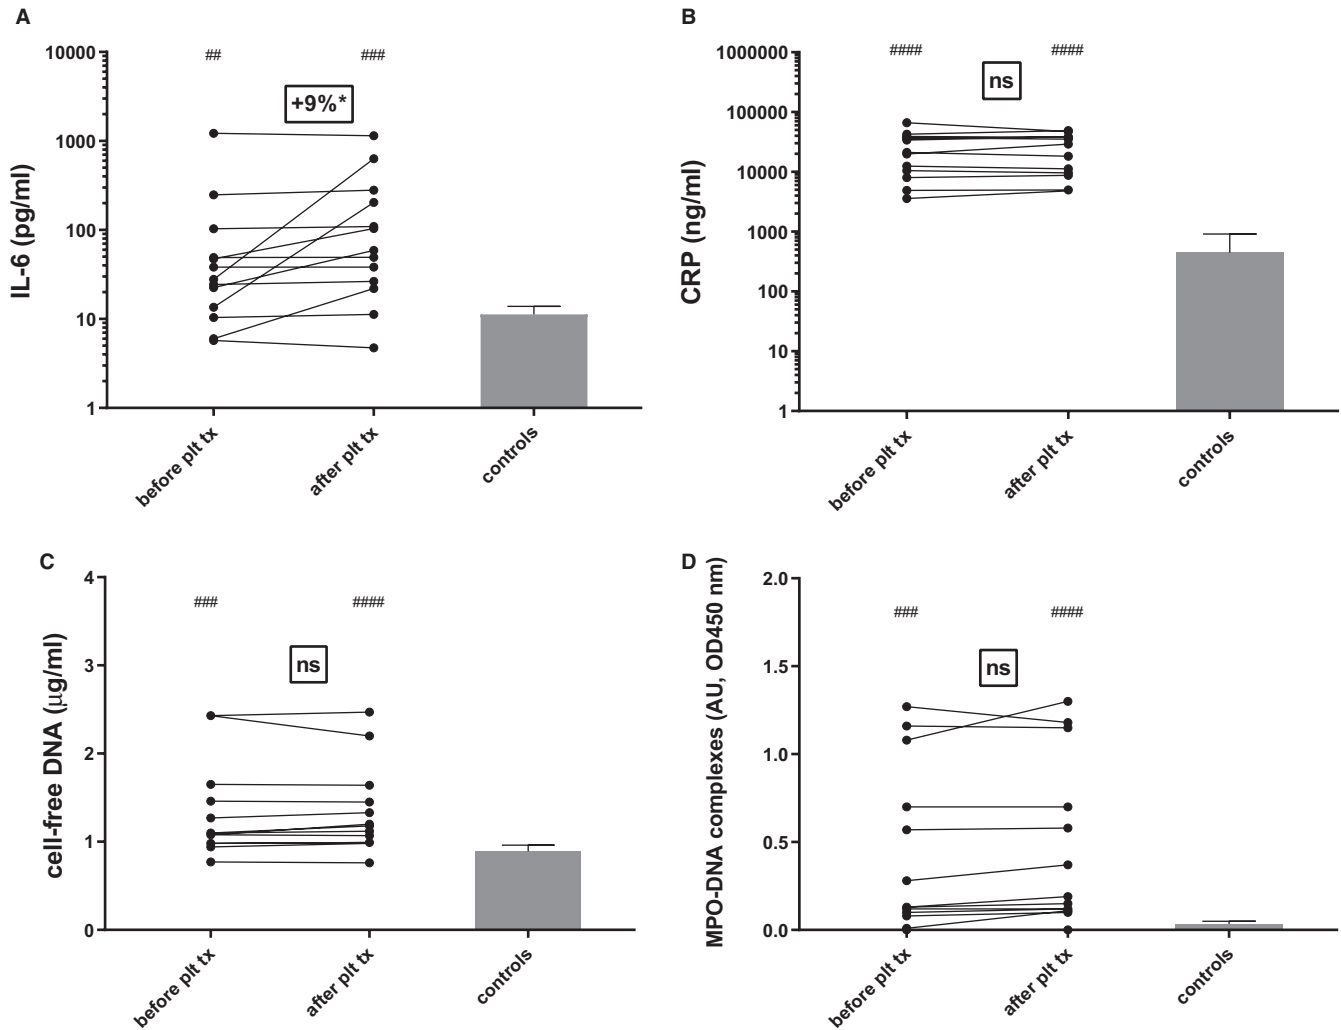 A
IL-6 (pg/ml)
10000
1000
100
10
1
##
###
+9%*
before plt tx
after plt tx
controls
B
CRP (ng/ml)
1000000
100000
10000
1000
100
10
1
####
####
ns
before plt tx
after plt tx
controls
C
cell-free DNA (μg/ml)
4
3
2
1
0
###
####
ns
before plt tx
after plt tx
controls
D
MPO-DNA complexes (AU, OD450 nm)
2.0
1.5
1.0
0.5
0.0
###
####
ns
before plt tx
after plt tx
controls